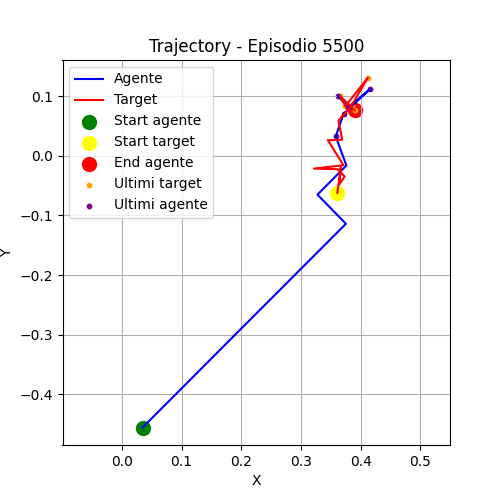 Trajectory - Episodio 5500
Agente
Target
Start agente
Start target
End agente
Ultimi target
Ultimi agente
0.1
0.0
−0.1
−0.2
−0.3
−0.4
Y
0.0 0.1 0.2 0.3 0.4 0.5
X